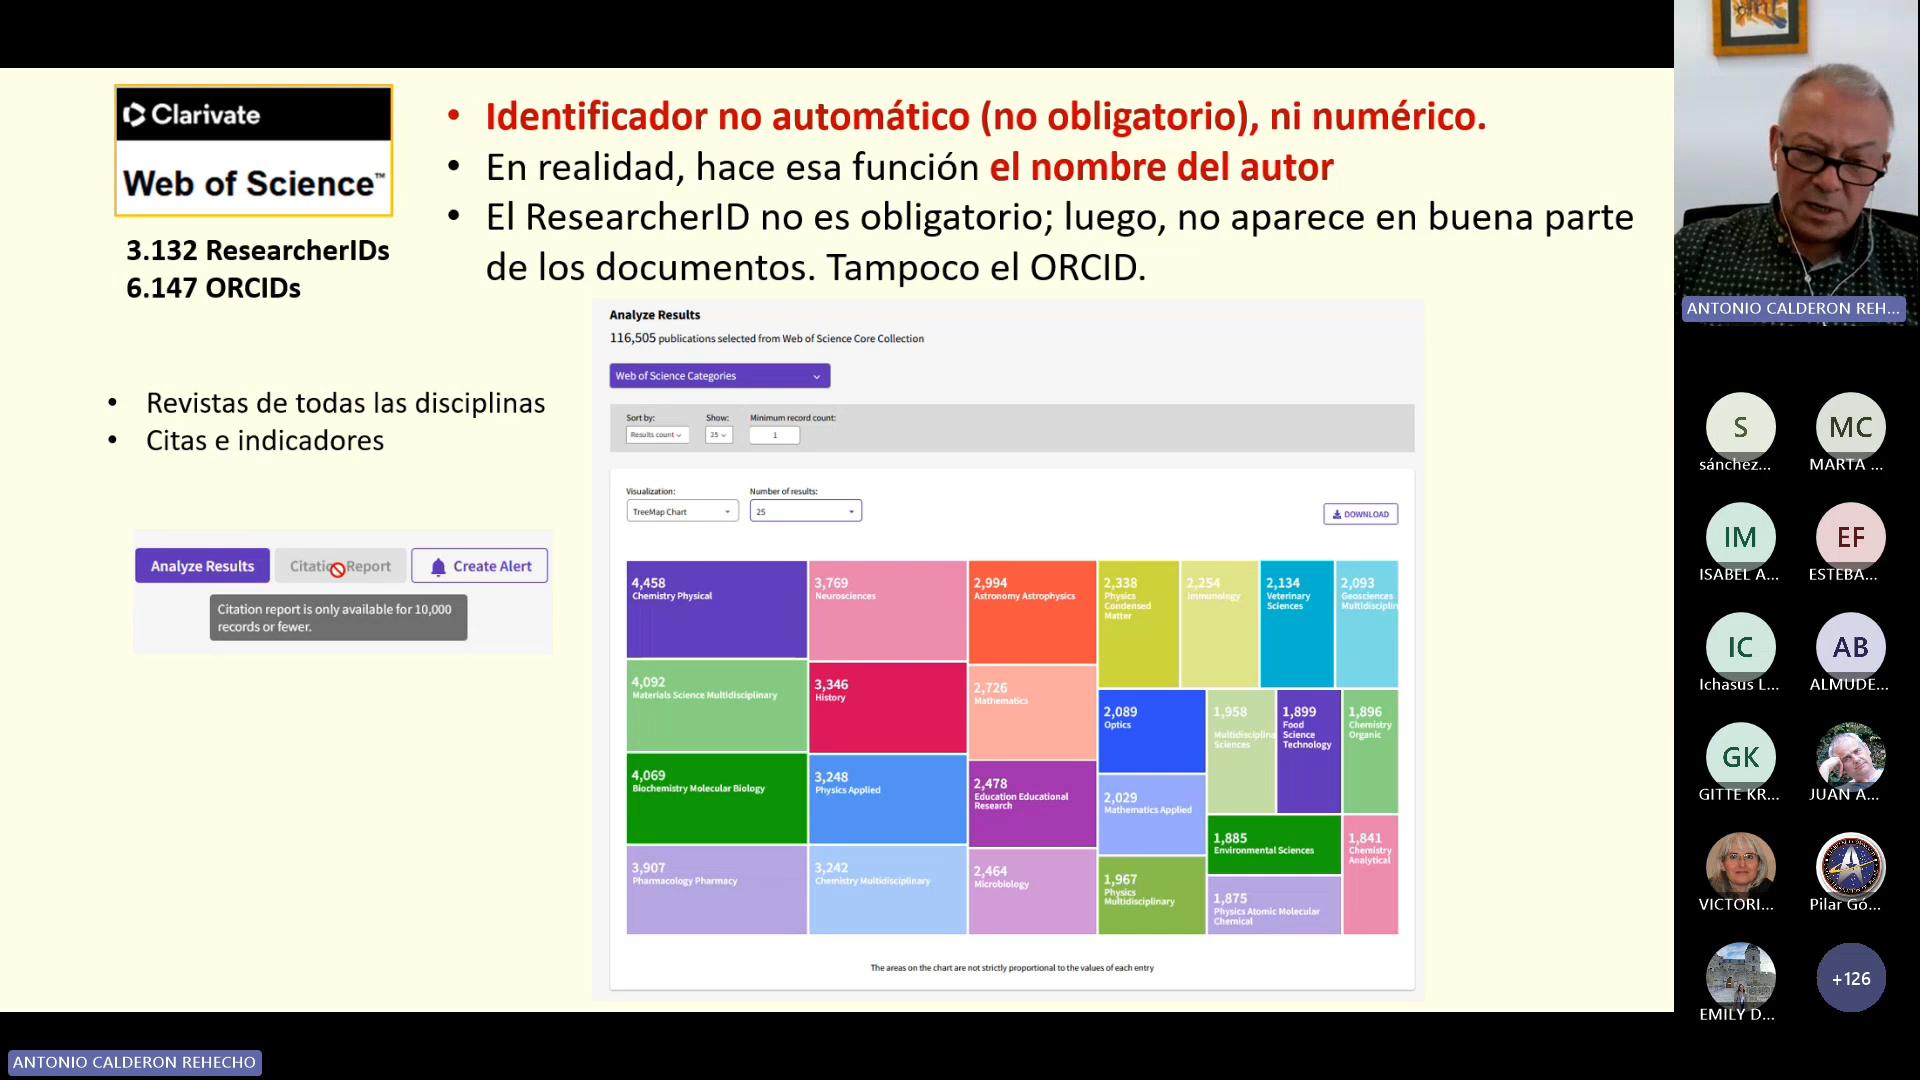 Clarivate
Web of Science™
3.132 ResearcherIDs
6.147 ORCIDs
• Identificador no automático (no obligatorio), ni numérico.
• En realidad, hace esa función el nombre del autor
• El ResearcherID no es obligatorio; luego, no aparece en buena parte
de los documentos. Tampoco el ORCID.
• Revistas de todas las disciplinas
• Citas e indicadores
Analyze Results
Citation Report
Create Alert
Citation report is only available for 10,000
records or fewer.
Analyze Results
116,505 publications selected from Web of Science Core Collection
Web of Science Categories
Sort by:
Show:
Minimum record count:
Results count
25
1
Visualization:
Number of results:
TreeMap Chart
25
DOWNLOAD
4,458
Chemistry Physical
4,092
Materials Science Multidisciplinary
4,069
Biochemistry Molecular Biology
3,907
Pharmacology Pharmacy
3,769
Neurosciences
3,346
History
3,248
Physics Applied
3,242
Chemistry Multidisciplinary
2,994
Astronomy Astrophysics
2,726
Mathematics
2,478
Education Educational
Research
2,464
Microbiology
2,338
Physics
Condensed
Matter
2,254
Immunology
2,134
Veterinary
Sciences
2,093
Geosciences
Multidisciplin
2,089
Optics
2,029
Mathematics Applied
1,967
Physics
Multidisciplinary
1,958
Multidisciplina
Sciences
1,899
Food
Science
Technology
1,896
Chemistry
Organic
1,885
Environmental Sciences
1,875
Physics Atomic Molecular
Chemical
1,841
Chemistry
Analytical
The areas on the chart are not strictly proportional to the values of each entry
ANTONIO CALDERON REH...
S
sánchez...
MC
MARTA ...
IM
ISABEL A...
EF
ESTEBA...
IC
Ichasus L...
AB
ALMUDE...
GK
GITTE KR...
JUAN A...
VICTORI...
Pilar Gó...
EMILY D...
+126
ANTONIO CALDERON REHECHO